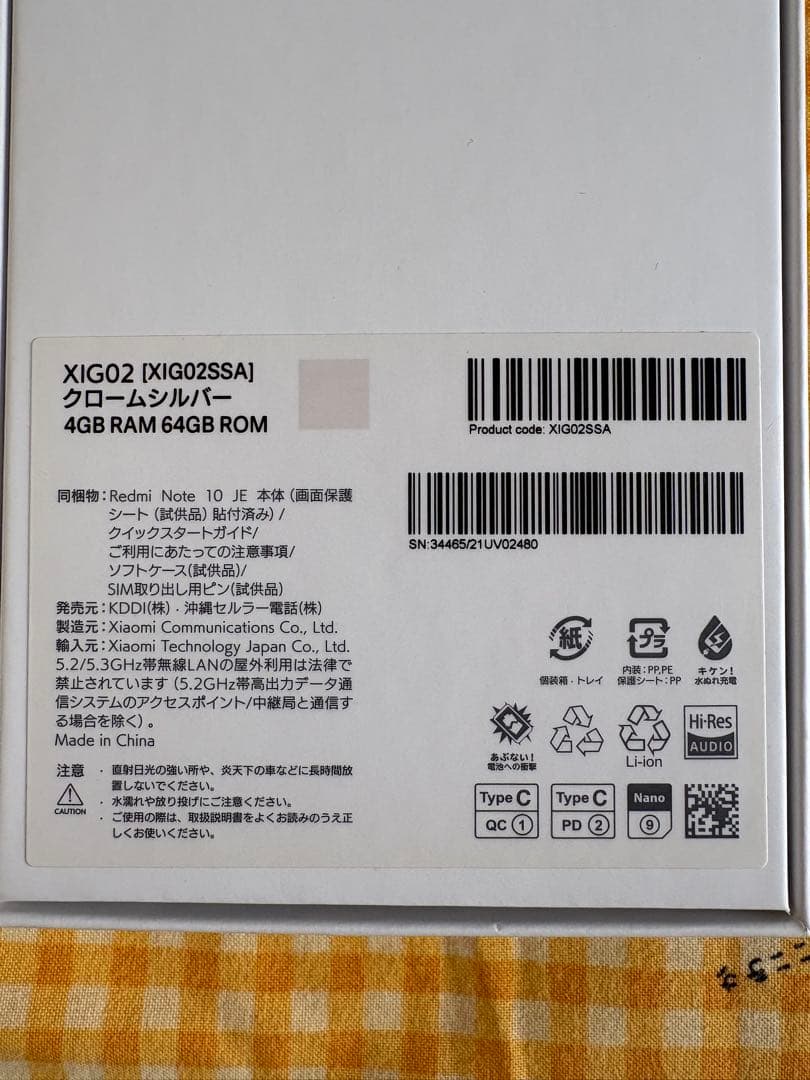 XIG02 [XIG02SSA]
クロームシルバー
4GB RAM 64GB ROM
Product code: XIG02SSA
SN:34465/21UV02480
同梱物：Redmi Note 10 JE 本体（画面保護
シート（試供品）貼付済み）/
クイックスタートガイド/
ご利用にあたっての注意事項/
ソフトケース(試供品)/
SIM取り出し用ピン(試供品)
発売元：KDDI(株)・沖縄セルラー電話(株)
製造元：Xiaomi Communications Co., Ltd.
輸入元：Xiaomi Technology Japan Co., Ltd.
5.2/5.3GHz帯無線LANの屋外利用は法律で
禁止されています（5.2GHz帯高出力データ通
信システムのアクセスポイント/中継局と通信す
る場合を除く）。
Made in China
注意
CAUTION
・直射日光の強い所や、炎天下の車などに長時間放
置しないでください。
・水濡れや放り投げにご注意ください。
・ご使用の際は、取扱説明書をよくお読みのうえ正
しくお使いください。
紙
個装箱・トレイ
プラ
内装：PP,PE
保護シート：PP
キケン！
水ぬれ充電
あぶない！
電池への衝撃
Li-ion
Hi-Res
AUDIO
Type C
QC ①
Type C
PD ②
Nano
⑨